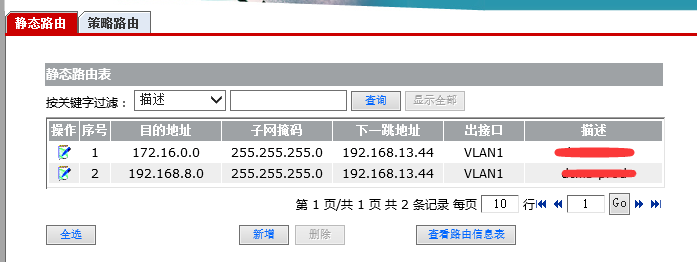 静态路由 策略路由
静态路由表
按关键字过滤： 描述 查询 显示全部
操作 序号 目的地址 子网掩码 下一跳地址 出接口 描述
1 172.16.0.0 255.255.255.0 192.168.13.44 VLAN1
2 192.168.8.0 255.255.255.0 192.168.13.44 VLAN1
第 1 页/共 1 页 共 2 条记录 每页 10 行 1 Go
全选 新增 删除 查看路由信息表